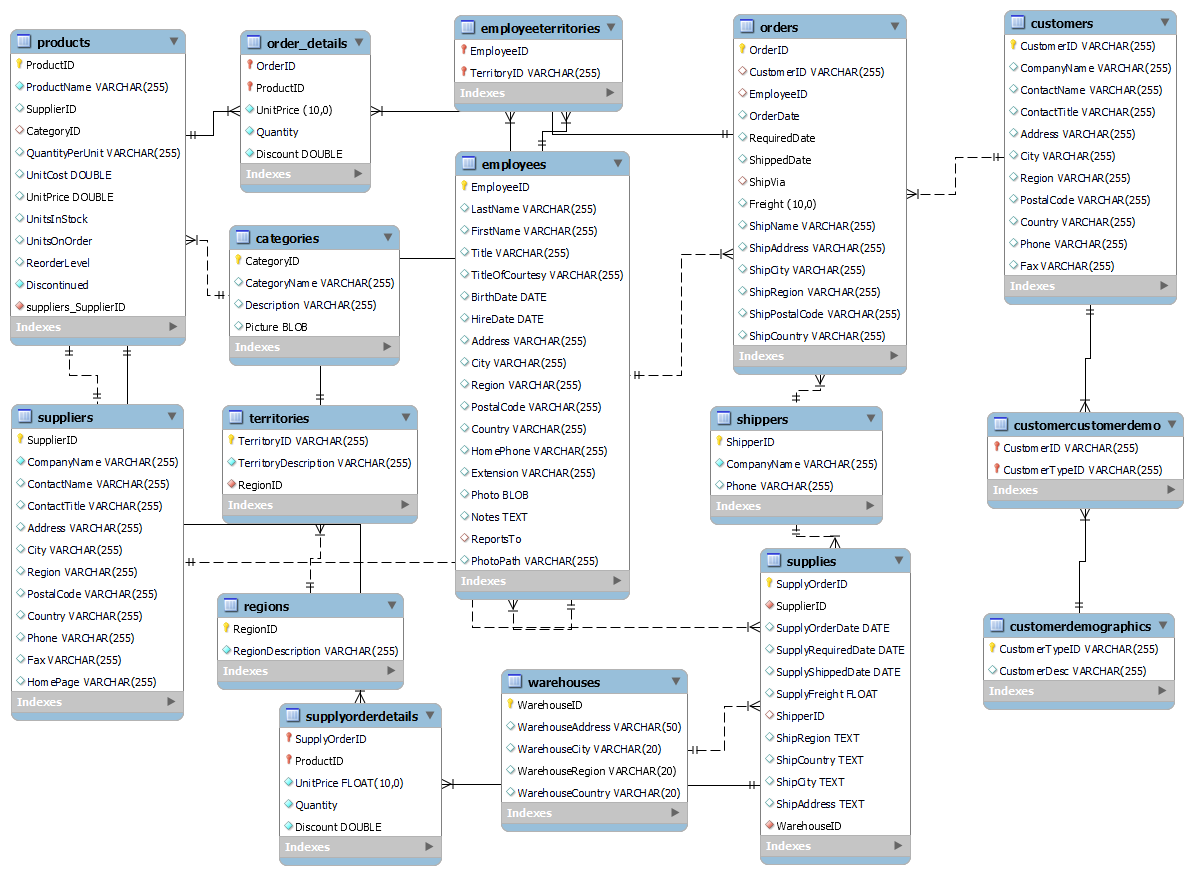 products
ProductID
ProductName VARCHAR(255)
SupplierID
CategoryID
QuantityPerUnit VARCHAR(255)
UnitCost DOUBLE
UnitPrice DOUBLE
UnitsInStock
UnitsOnOrder
ReorderLevel
Discontinued
suppliers_SupplierID
Indexes
order_details
OrderID
ProductID
UnitPrice (10,0)
Quantity
Discount DOUBLE
Indexes
employeeterritories
EmployeeID
TerritoryID VARCHAR(255)
Indexes
orders
OrderID
CustomerID VARCHAR(255)
EmployeeID
OrderDate
RequiredDate
ShippedDate
ShipVia
Freight (10,0)
ShipName VARCHAR(255)
ShipAddress VARCHAR(255)
ShipCity VARCHAR(255)
ShipRegion VARCHAR(255)
ShipPostalCode VARCHAR(255)
ShipCountry VARCHAR(255)
Indexes
customers
CustomerID VARCHAR(255)
CompanyName VARCHAR(255)
ContactName VARCHAR(255)
ContactTitle VARCHAR(255)
Address VARCHAR(255)
City VARCHAR(255)
Region VARCHAR(255)
PostalCode VARCHAR(255)
Country VARCHAR(255)
Phone VARCHAR(255)
Fax VARCHAR(255)
Indexes
employees
EmployeeID
LastName VARCHAR(255)
FirstName VARCHAR(255)
Title VARCHAR(255)
TitleOfCourtesy VARCHAR(255)
BirthDate DATE
HireDate DATE
Address VARCHAR(255)
City VARCHAR(255)
Region VARCHAR(255)
PostalCode VARCHAR(255)
Country VARCHAR(255)
HomePhone VARCHAR(255)
Extension VARCHAR(255)
Photo BLOB
Notes TEXT
ReportsTo
PhotoPath VARCHAR(255)
Indexes
categories
CategoryID
CategoryName VARCHAR(255)
Description VARCHAR(255)
Picture BLOB
Indexes
suppliers
SupplierID
CompanyName VARCHAR(255)
ContactName VARCHAR(255)
ContactTitle VARCHAR(255)
Address VARCHAR(255)
City VARCHAR(255)
Region VARCHAR(255)
PostalCode VARCHAR(255)
Country VARCHAR(255)
Phone VARCHAR(255)
Fax VARCHAR(255)
HomePage VARCHAR(255)
Indexes
territories
TerritoryID VARCHAR(255)
TerritoryDescription VARCHAR(255)
RegionID
Indexes
shippers
ShipperID
CompanyName VARCHAR(255)
Phone VARCHAR(255)
Indexes
customercustomerdemo
CustomerID VARCHAR(255)
CustomerTypeID VARCHAR(255)
Indexes
supplies
SupplyOrderID
SupplierID
SupplyOrderDate DATE
SupplyRequiredDate DATE
SupplyShippedDate DATE
SupplyFreight FLOAT
ShipperID
ShipRegion TEXT
ShipCountry TEXT
ShipCity TEXT
ShipAddress TEXT
WarehouseID
Indexes
regions
RegionID
RegionDescription VARCHAR(255)
Indexes
customerdemographics
CustomerTypeID VARCHAR(255)
CustomerDesc VARCHAR(255)
Indexes
warehouses
WarehouseID
WarehouseAddress VARCHAR(50)
WarehouseCity VARCHAR(20)
WarehouseRegion VARCHAR(20)
WarehouseCountry VARCHAR(20)
Indexes
supplyorderdetails
SupplyOrderID
ProductID
UnitPrice FLOAT(10,0)
Quantity
Discount DOUBLE
Indexes